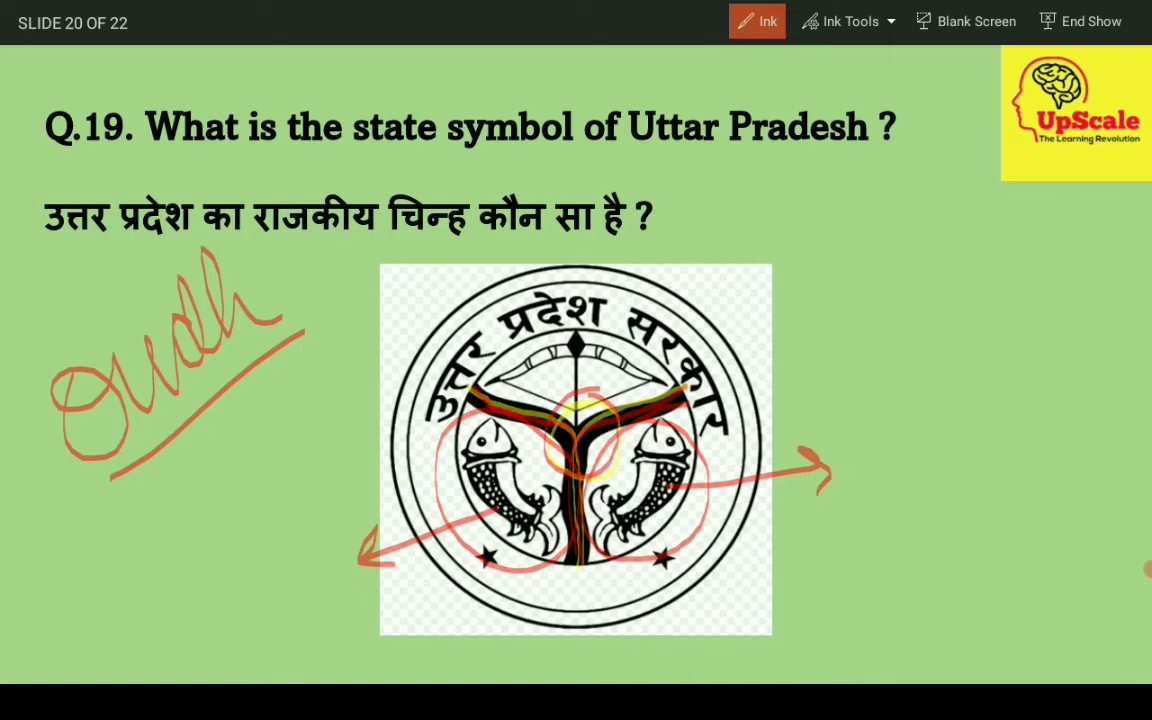 SLIDE 20 OF 22
Ink
Ink Tools
Blank Screen
End Show
UpScale
The Learning Revolution
Q.19. What is the state symbol of Uttar Pradesh ?
उत्तर प्रदेश का राजकीय चिन्ह कौन सा है ?
Oudh
उत्तर प्रदेश सरकार